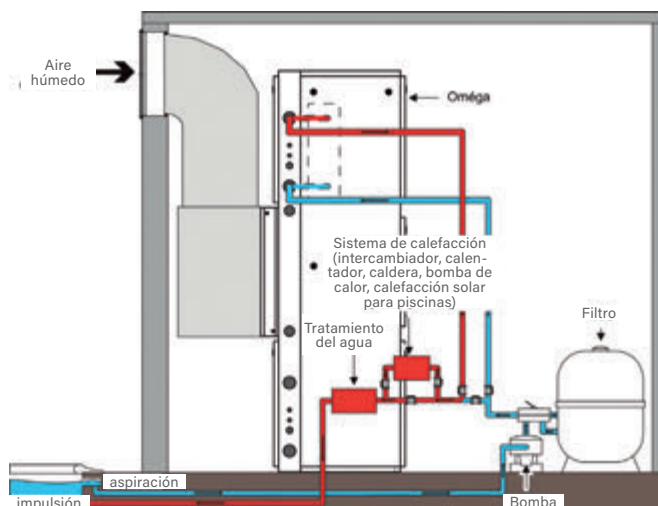 Aire
húmedo
Oméga
Sistema de calefacción
(intercambiador, calen-
tador, caldera, bomba de
calor, calefacción solar
para piscinas)
Tratamiento
del agua
Filtro
aspiración
impulsión
Bomba